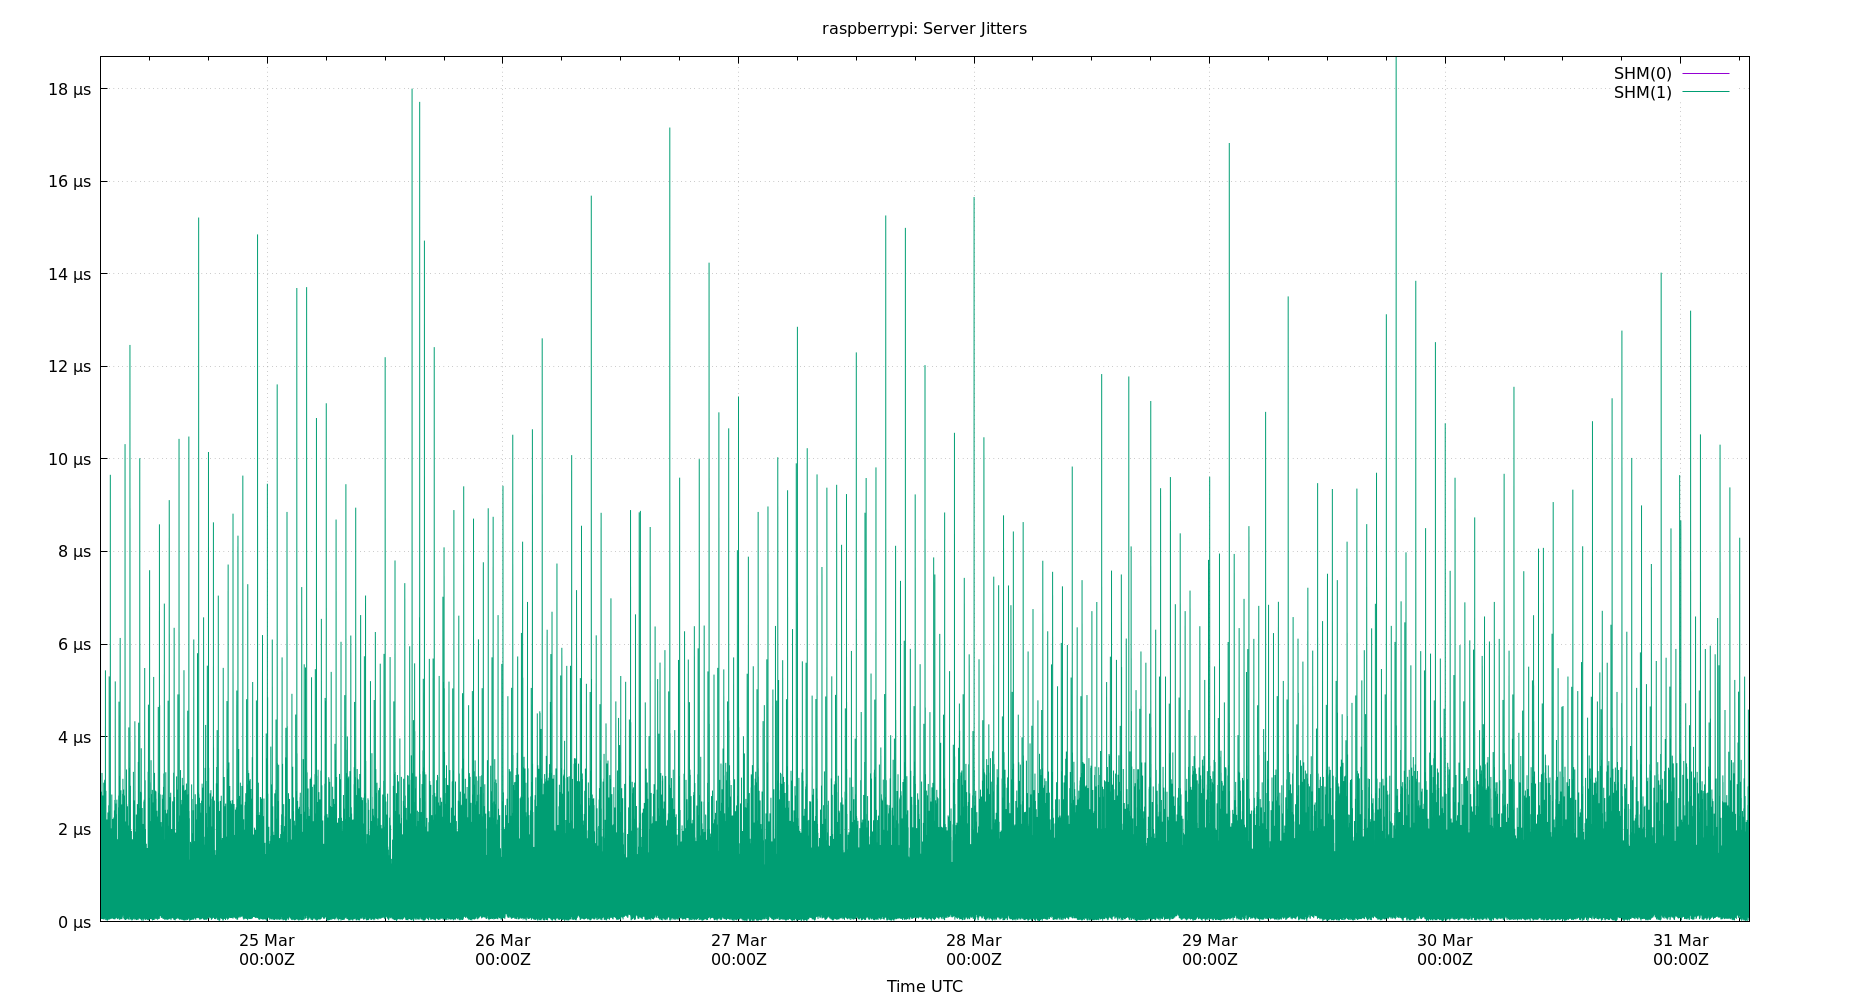 raspberrypi: Server Jitters
SHM(0)
SHM(1)
18 µs
16 µs
14 µs
12 µs
10 µs
8 µs
6 µs
4 µs
2 µs
0 µs
25 Mar 26 Mar 27 Mar 28 Mar 29 Mar 30 Mar 31 Mar
00:00Z 00:00Z 00:00Z 00:00Z 00:00Z 00:00Z 00:00Z
Time UTC